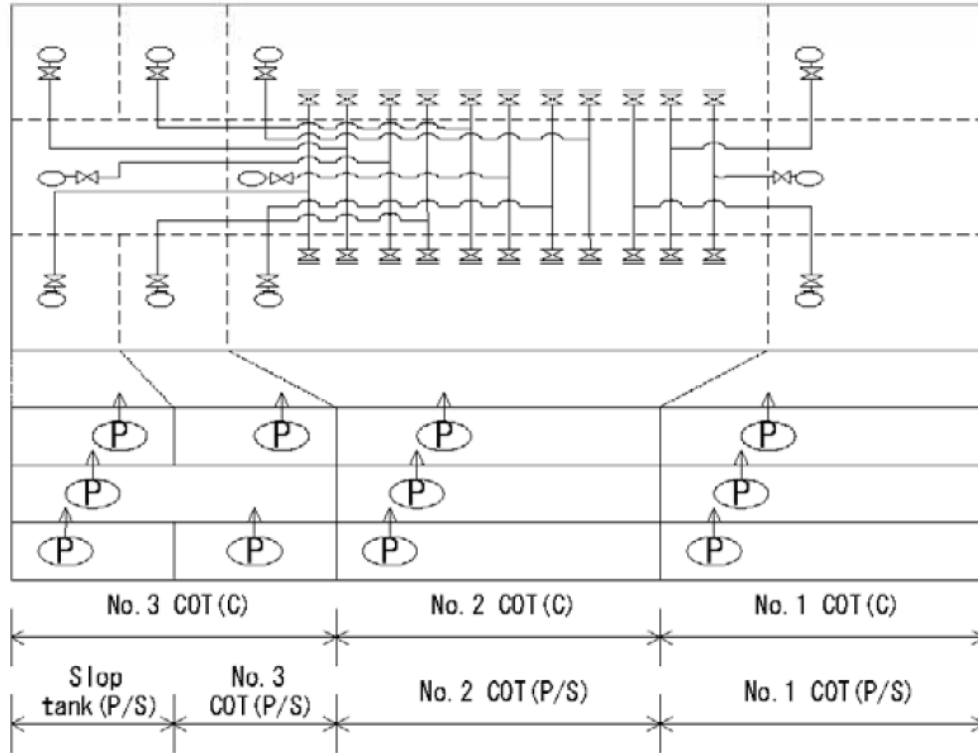 P P P P
P P P
P P P P
No. 3 COT(C) No. 2 COT(C) No. 1 COT(C)
Slop
tank(P/S)
No. 3
COT(P/S)
No. 2 COT(P/S) No. 1 COT(P/S)